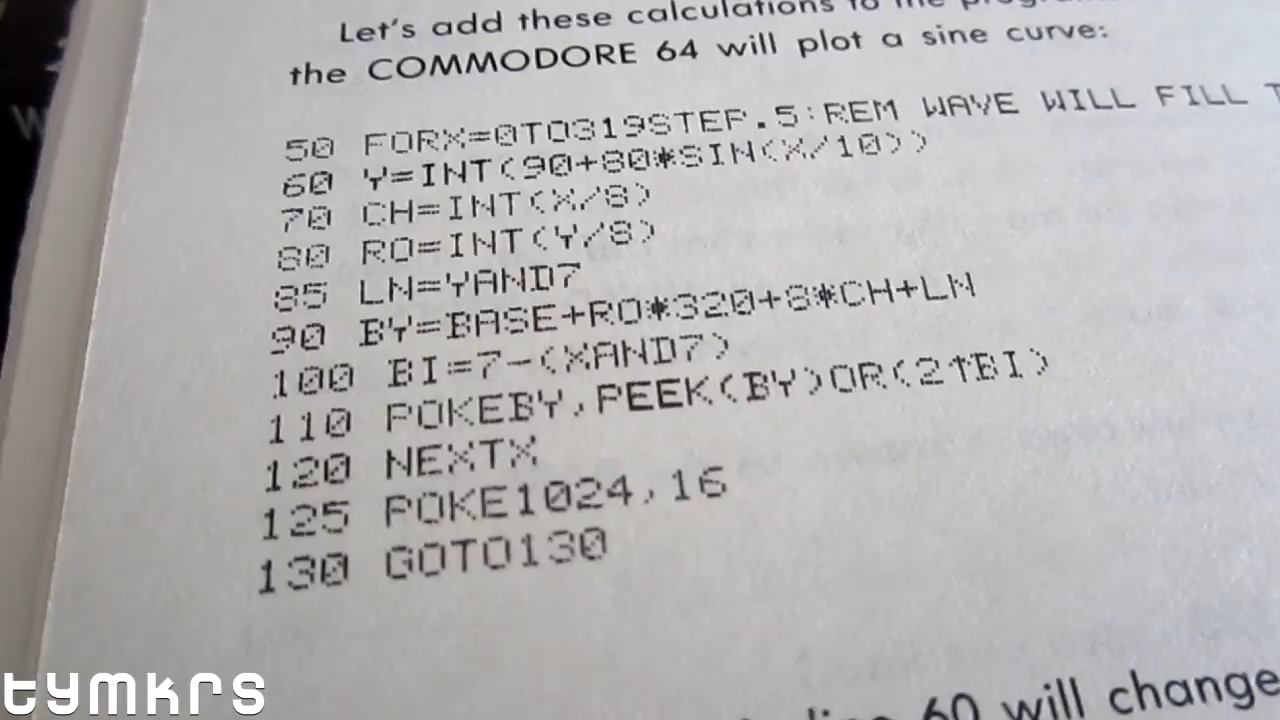 Let's add these calculations to the
the COMMODORE 64 will plot a sine curve:
50 FORX=0TO319STEP.5:REM WAVE WILL FILL
60 Y=INT(90+80*SIN(X/10))
70 CH=INT(X/8)
80 RO=INT(Y/8)
85 LN=YAND7
90 BY=BASE+RO*320+8*CH+LN
100 BI=7-(XAND7)
110 POKEBY,PEEK(BY)OR(2↑BI)
120 NEXTX
125 POKE1024,16
130 GOTO130
60 will change
tymkrs